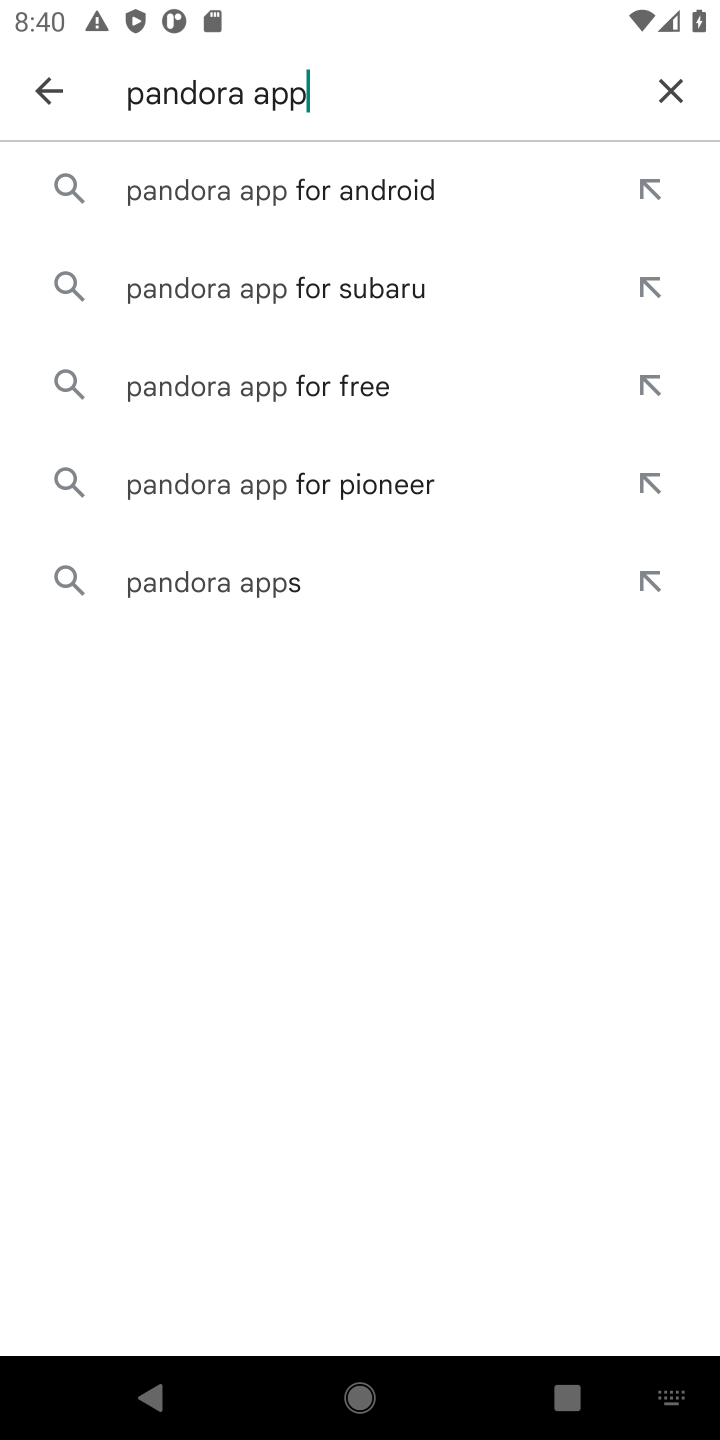 8:40
pandora app
pandora app for android
pandora app for subaru
pandora app for free
pandora app for pioneer
pandora apps